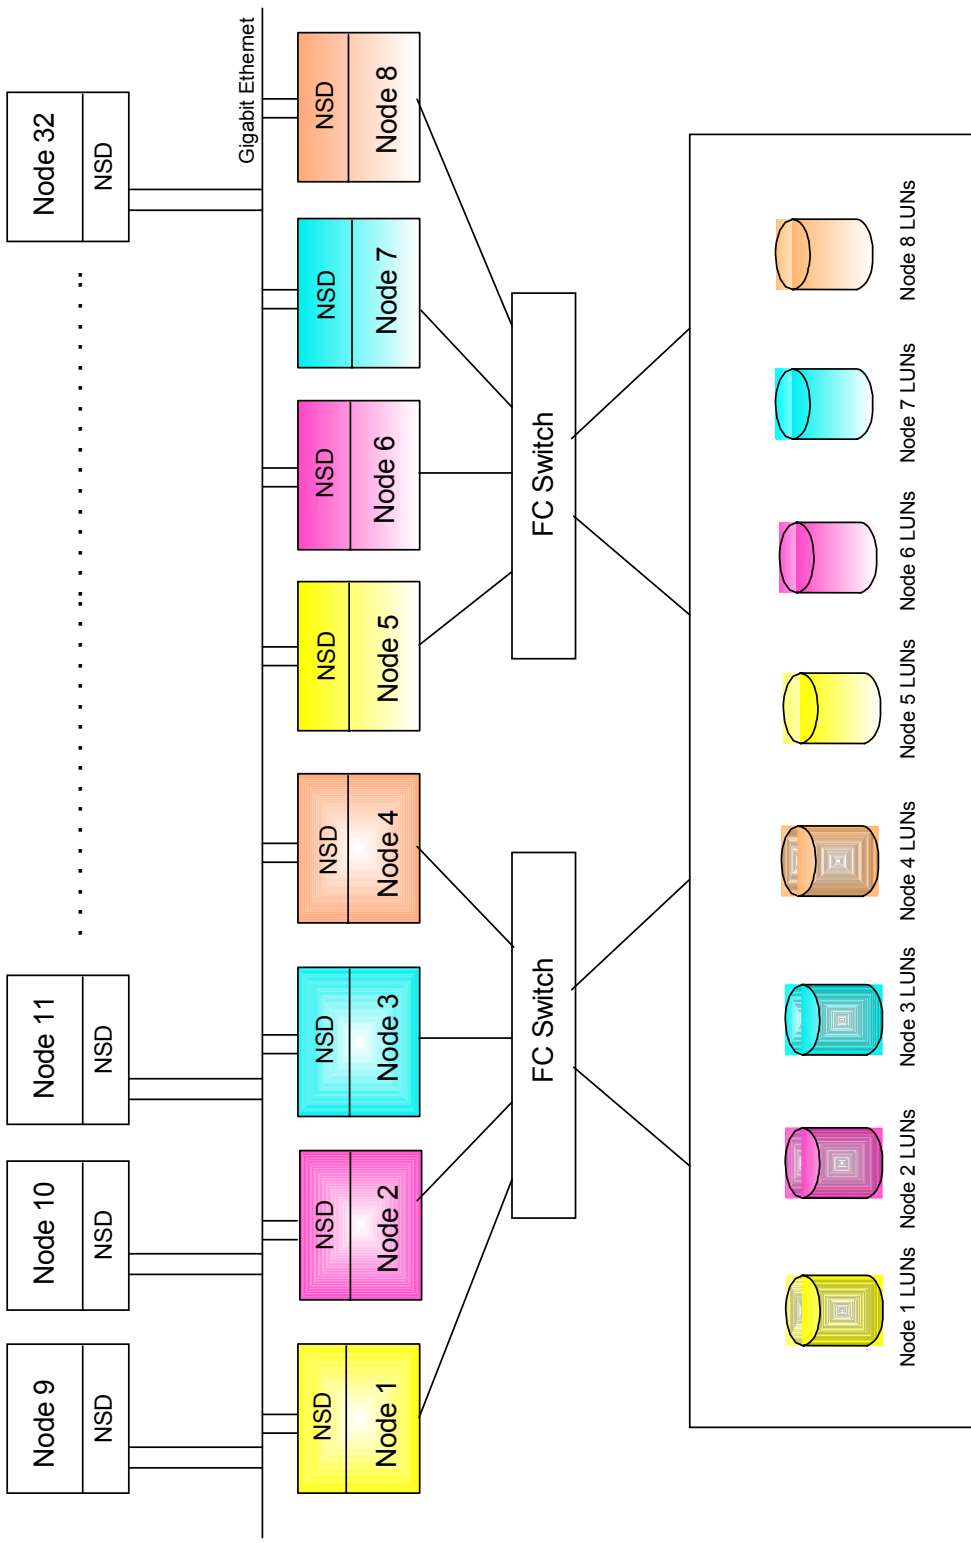 Node 9
NSD
Node 10
NSD
Node 11
NSD
Node 32
NSD
Gigabit Ethernet
NSD
Node 1
NSD
Node 2
NSD
Node 3
NSD
Node 4
NSD
Node 5
NSD
Node 6
NSD
Node 7
NSD
Node 8
FC Switch
FC Switch
Node 1 LUNs
Node 2 LUNs
Node 3 LUNs
Node 4 LUNs
Node 5 LUNs
Node 6 LUNs
Node 7 LUNs
Node 8 LUNs